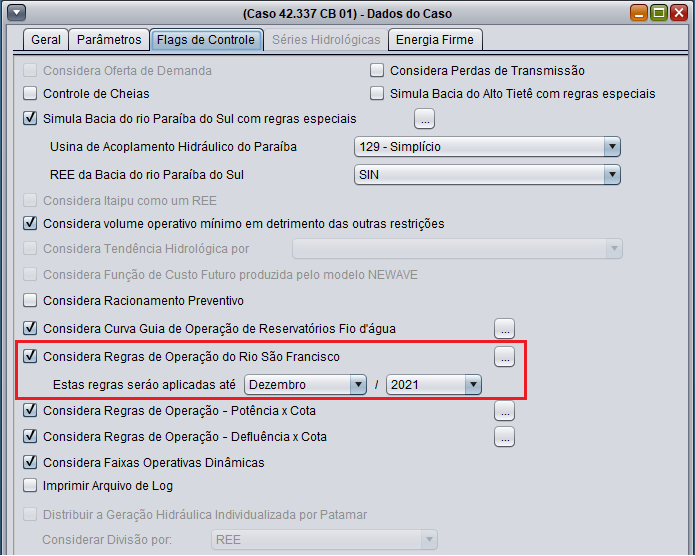 (Caso 42.337 CB 01) - Dados do Caso
Geral Parâmetros Flags de Controle Séries Hidrológicas Energia Firme
Considera Oferta de Demanda Considera Perdas de Transmissão
Controle de Cheias Simula Bacia do Alto Tietê com regras especiais
Simula Bacia do rio Paraíba do Sul com regras especiais ...
Usina de Acoplamento Hidráulico do Paraíba 129 - Simplício
REE da Bacia do rio Paraíba do Sul SIN
Considera Itaipu como um REE
Considera volume operativo mínimo em detrimento das outras restrições
Considera Tendência Hidrológica por
Considera Função de Custo Futuro produzida pelo modelo NEWAVE
Considera Racionamento Preventivo
Considera Curva Guia de Operação de Reservatórios Fio d'água ...
Considera Regras de Operação do Rio São Francisco ...
Estas regras seráo aplicadas até Dezembro / 2021
Considera Regras de Operação - Potência x Cota ...
Considera Regras de Operação - Defluência x Cota ...
Considera Faixas Operativas Dinâmicas
Imprimir Arquivo de Log
Distribuir a Geração Hidráulica Individualizada por Patamar
Considerar Divisão por: REE